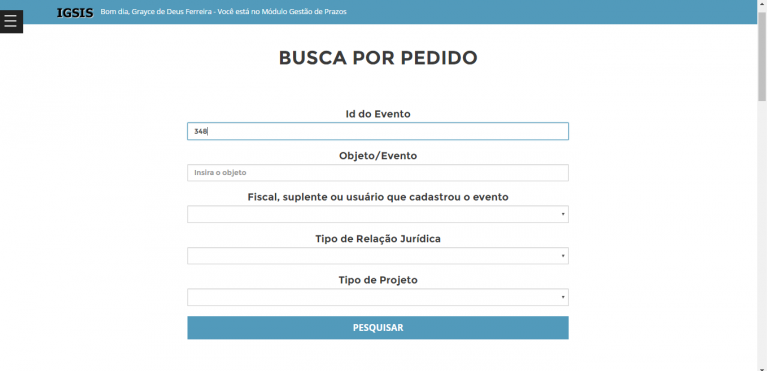 IGSIS Bom dia, Grayce de Deus Ferreira - Você está no Módulo Gestão de Prazos
BUSCA POR PEDIDO
Id do Evento
348
Objeto/Evento
Insira o objeto
Fiscal, suplente ou usuário que cadastrou o evento
Tipo de Relação Jurídica
Tipo de Projeto
PESQUISAR